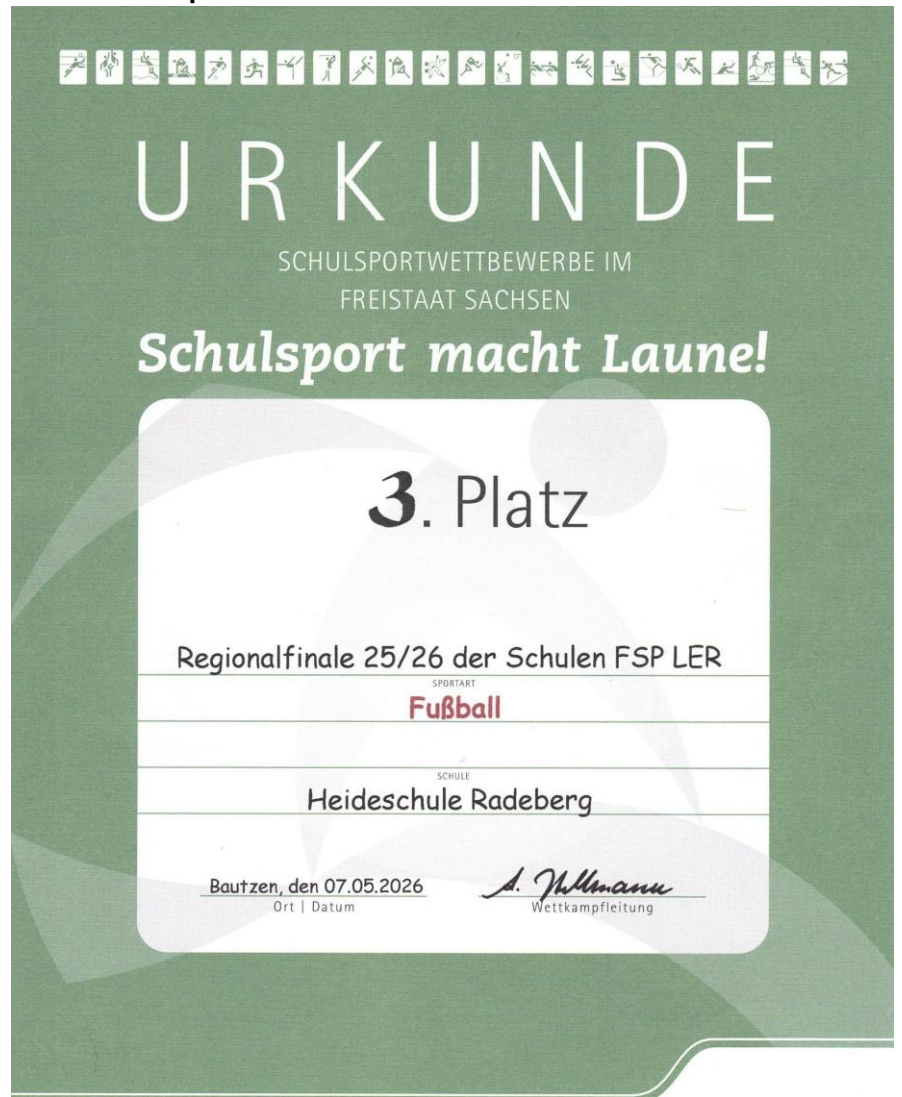 URKUNDE
SCHULSPORTWETTBEWERBE IM
FREISTAAT SACHSEN
Schulsport macht Laune!
3. Platz
Regionalfinale 25/26 der Schulen FSP LER
SPORTART
Fußball
SCHULE
Heideschule Radeberg
Bautzen, den 07.05.2026
Ort | Datum
Wettkampfleitung